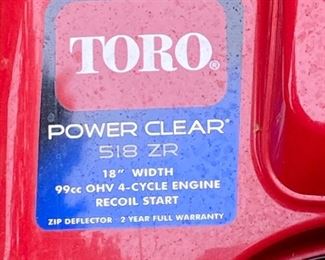 TORO®
POWER CLEAR®
518 ZR
18" WIDTH
99cc OHV 4-CYCLE ENGINE
RECOIL START
ZIP DEFLECTOR - 2 YEAR FULL WARRANTY